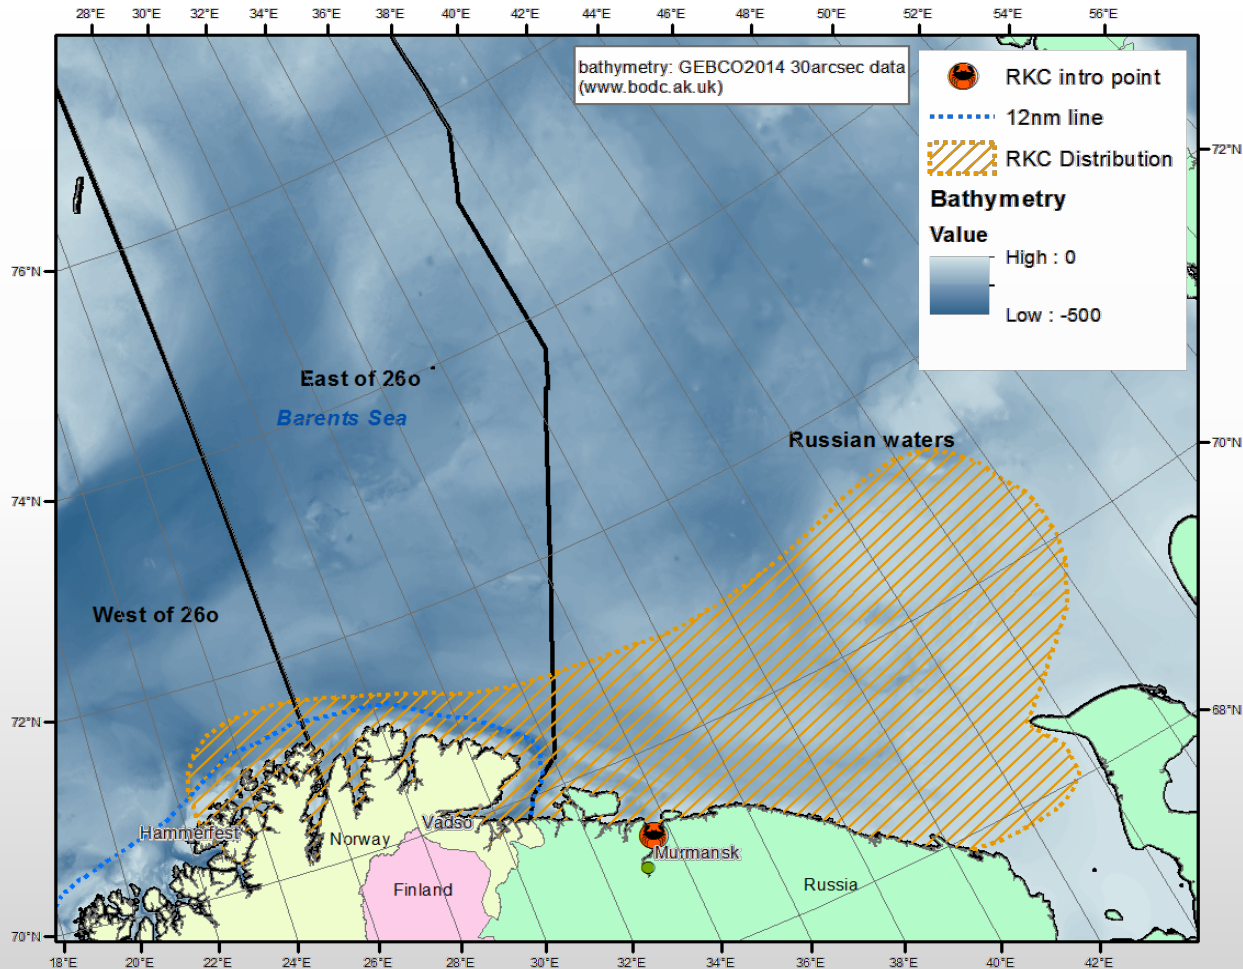 28°E 30°E 32°E 34°E 36°E 38°E 40°E 42°E 44°E 46°E 48°E 50°E 52°E 54°E 56°E
bathymetry: GEBCO2014 30arcsec data
(www.bodc.ak.uk)
RKC intro point
12nm line
RKC Distribution
Bathymetry
Value
High : 0
Low : -500
72°N
76°N
East of 26o
Barents Sea
Russian waters
70°N
74°N
West of 26o
72°N
68°N
Hammerfest
Norway
Vadsø
Murmansk
Finland
Russia
70°N
18°E 20°E 22°E 24°E 26°E 28°E 30°E 32°E 34°E 36°E 38°E 40°E 42°E